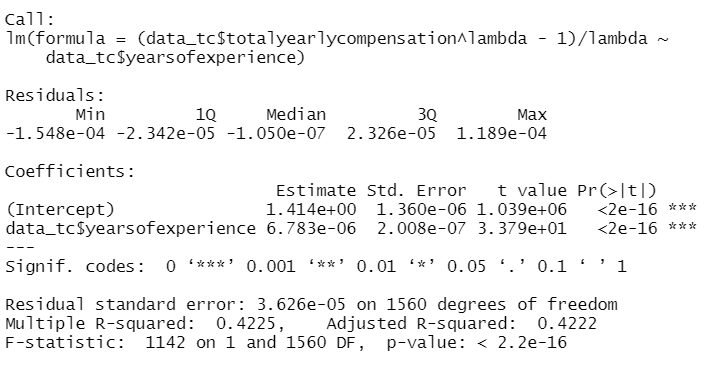 Call:
lm(formula = (data_tc$totalyearlycompensation^lambda - 1)/lambda ~
    data_tc$yearsofexperience)

Residuals:
       Min         1Q     Median         3Q        Max
-1.548e-04 -2.342e-05 -1.050e-07  2.326e-05  1.189e-04

Coefficients:
                           Estimate Std. Error   t value Pr(>|t|)
(Intercept)               1.414e+00  1.360e-06 1.039e+06   <2e-16 ***
data_tc$yearsofexperience 6.783e-06  2.008e-07 3.379e+01   <2e-16 ***
---
Signif. codes:  0 ‘***’ 0.001 ‘**’ 0.01 ‘*’ 0.05 ‘.’ 0.1 ‘ ’ 1

Residual standard error: 3.626e-05 on 1560 degrees of freedom
Multiple R-squared:  0.4225,    Adjusted R-squared:  0.4222
F-statistic:  1142 on 1 and 1560 DF,  p-value: < 2.2e-16